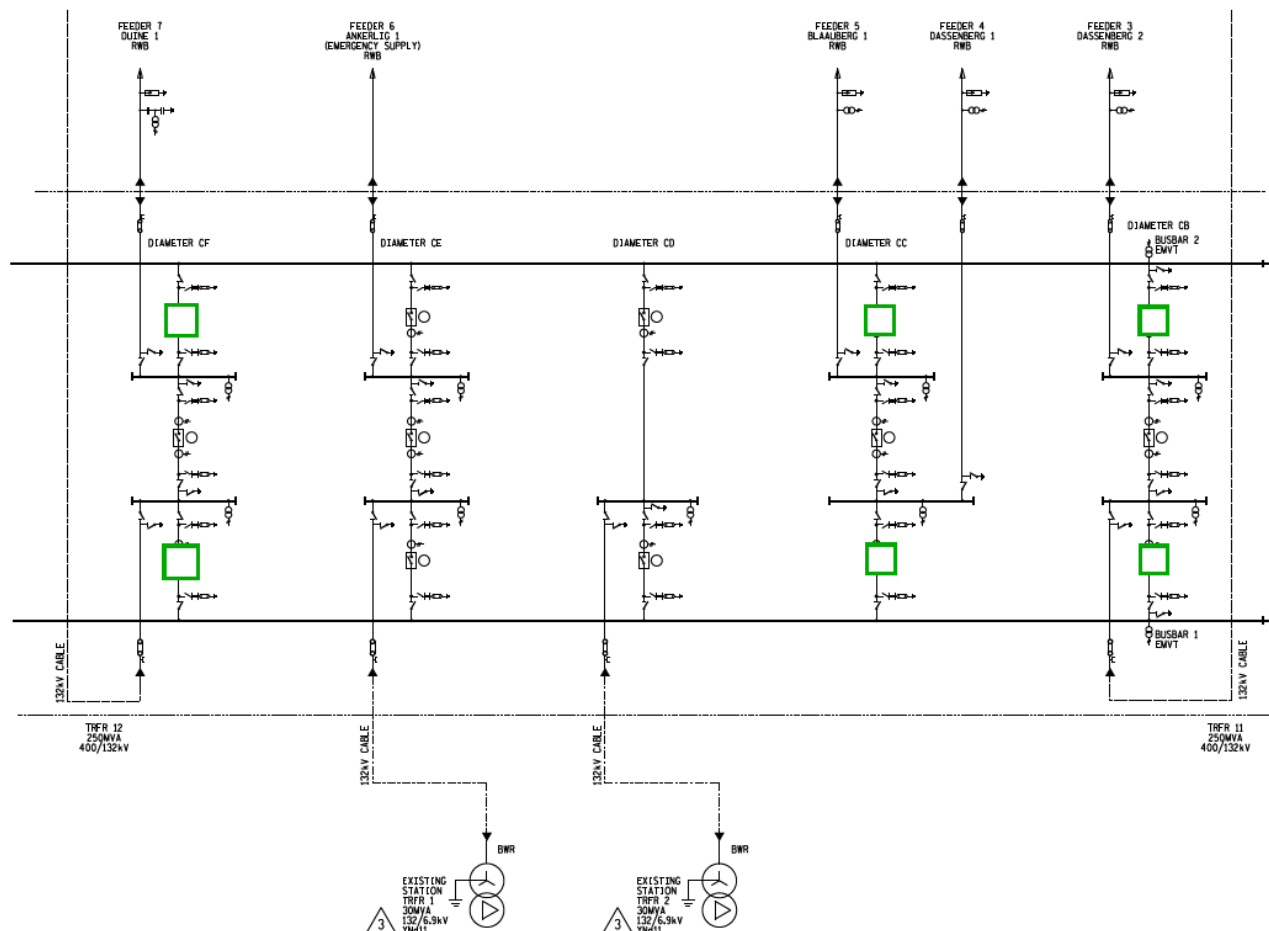 FEEDER 7
DUINE 1
RWB
FEEDER 6
ANKERLIG 1
(EMERGENCY SUPPLY)
RWB
FEEDER 5
BLAAUBERG 1
RWB
FEEDER 4
DASSENBERG 1
RWB
FEEDER 3
DASSENBERG 2
RWB
DIAMETER CF
DIAMETER CE
DIAMETER CD
DIAMETER CC
DIAMETER CB
BUSBAR 2
EMVT
BUSBAR 1
EMVT
132kV CABLE
132kV CABLE
TRFR 12
250MVA
400/132kV
TRFR 11
250MVA
400/132kV
132kV CABLE
132kV CABLE
BWR
BWR
EXISTING
STATION
TRFR 1
30MVA
132/6.9kV
YNd11
3
EXISTING
STATION
TRFR 2
30MVA
132/6.9kV
YNd11
3